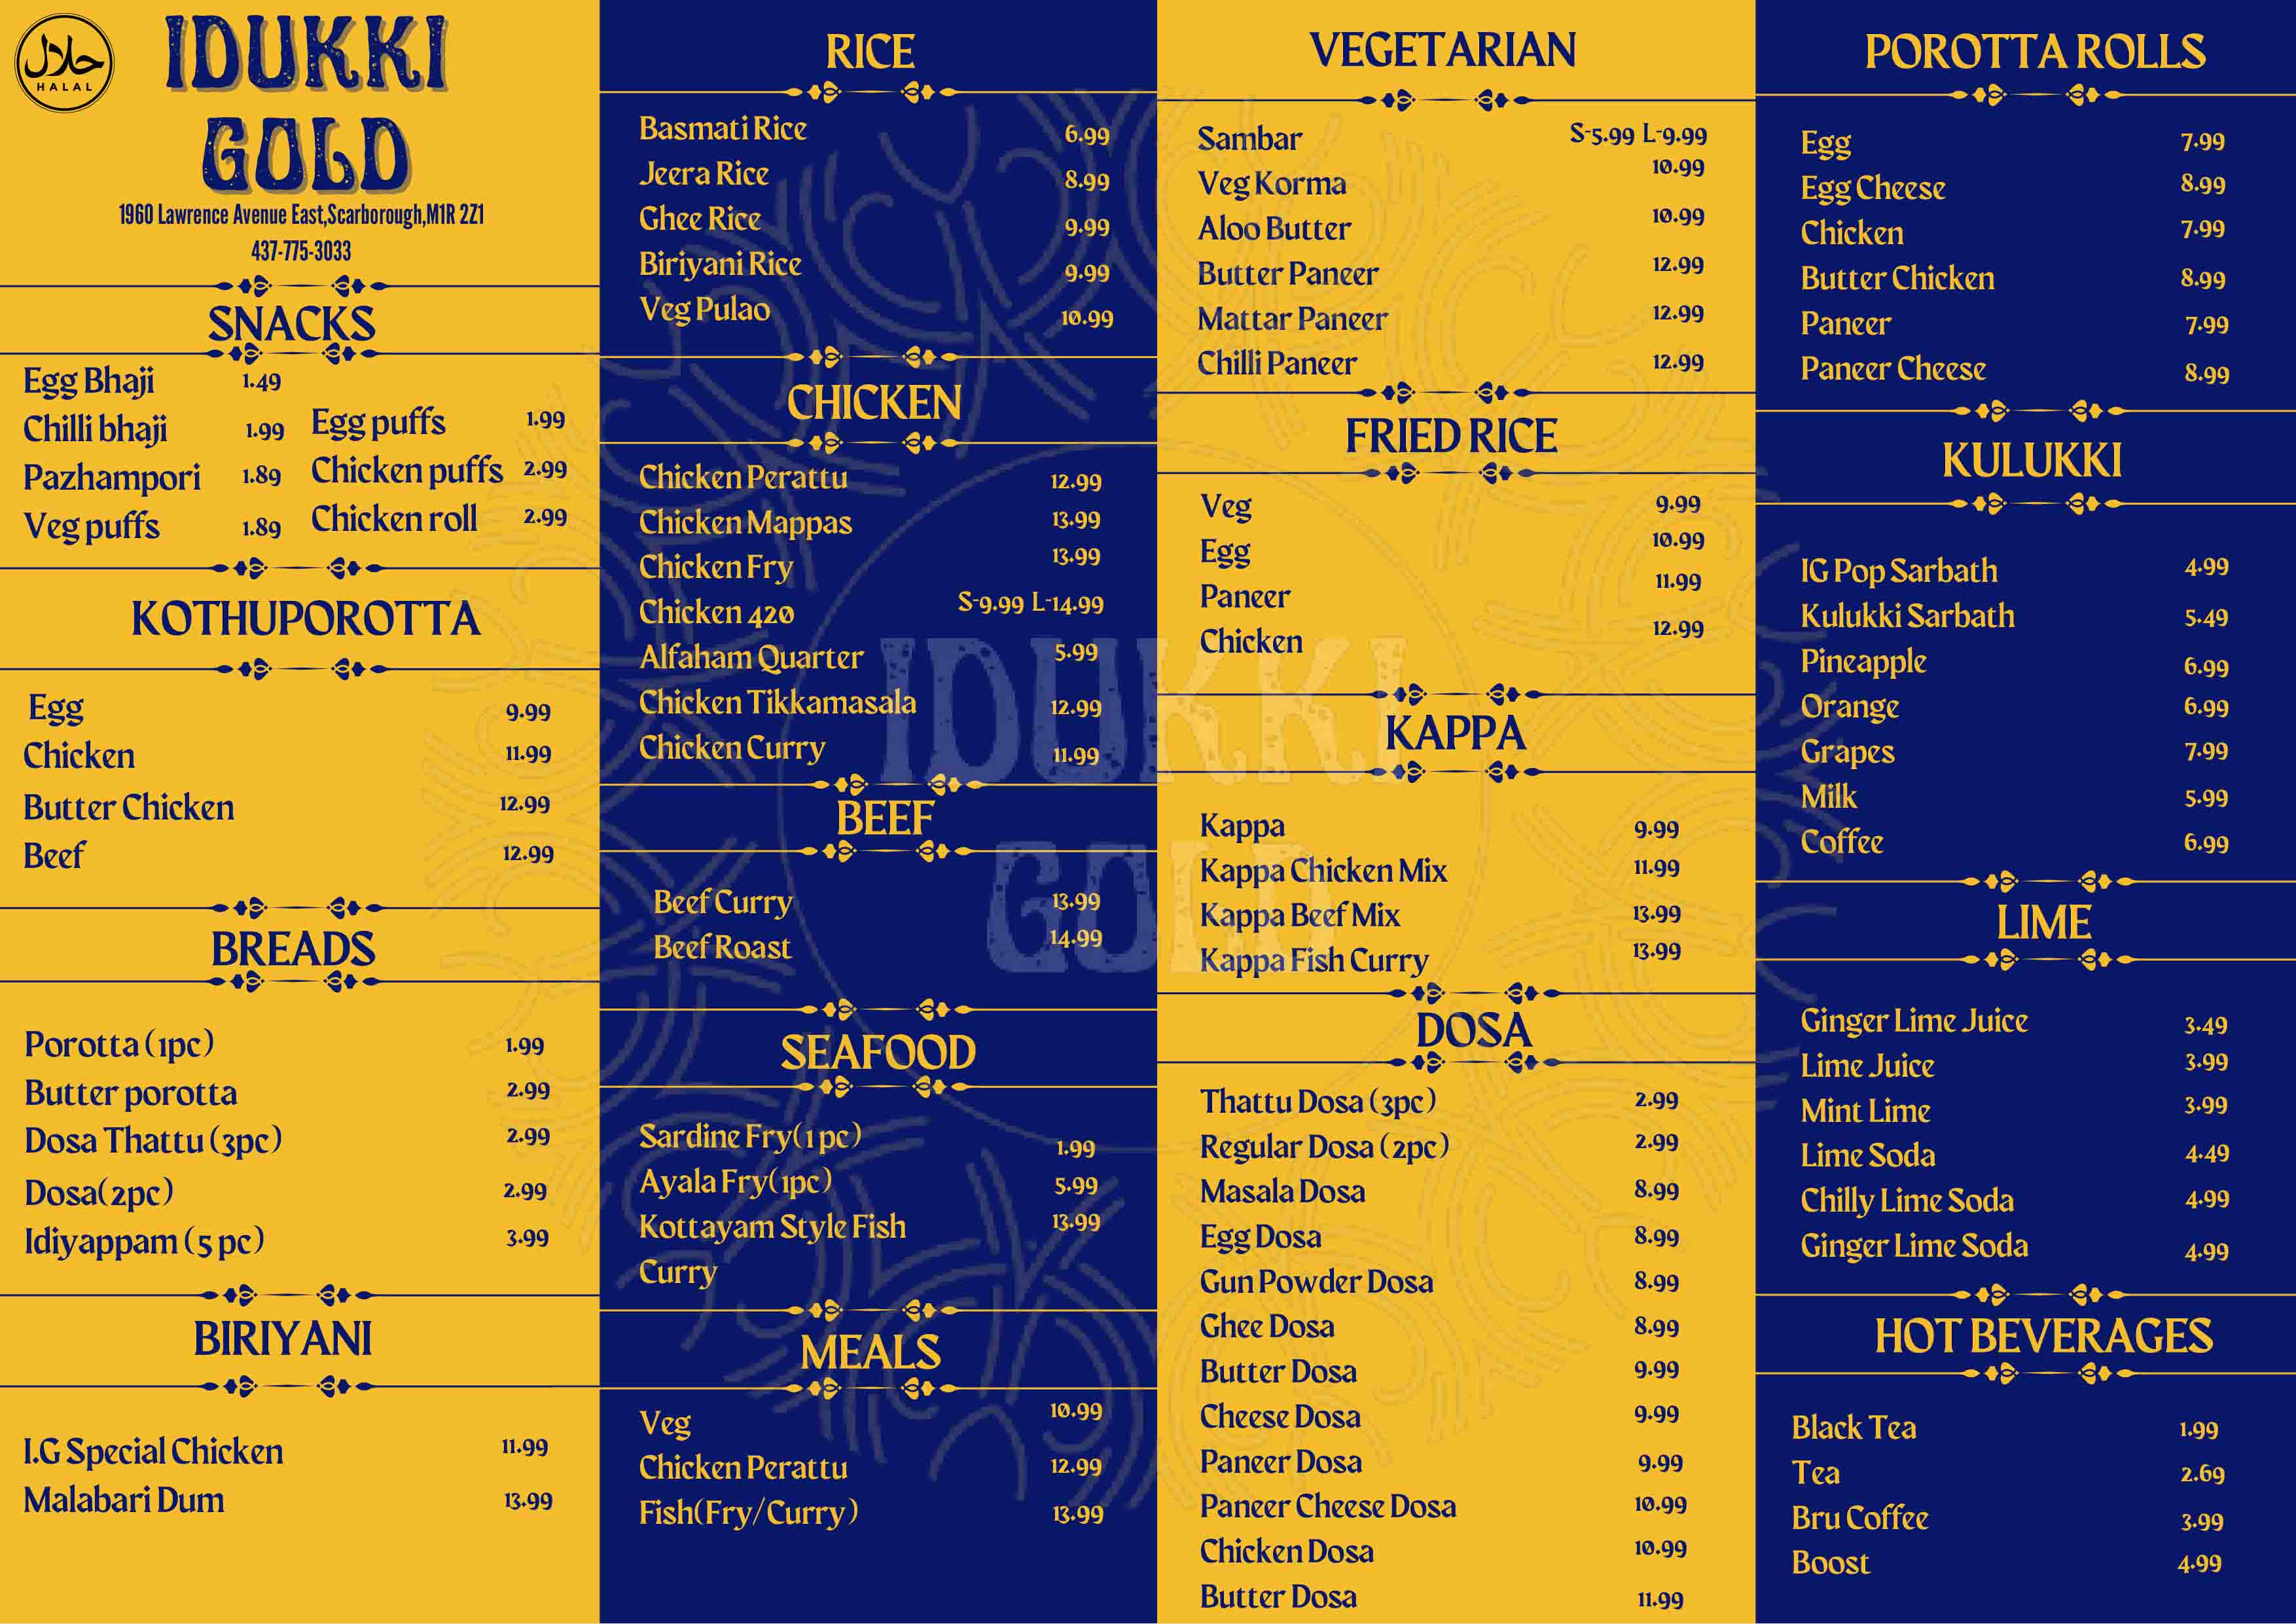 حلال
HALAL
IDUKKI
GOLD
1960 Lawrence Avenue East,Scarborough,M1R 2Z1
437-775-3033
SNACKS
Egg Bhaji 1.49
Chilli bhaji 1.99
Pazhampori 1.89
Veg puffs 1.89
Egg puffs 1.99
Chicken puffs 2.99
Chicken roll 2.99
KOTHUPOROTTA
Egg 9.99
Chicken 11.99
Butter Chicken 12.99
Beef 12.99
BREADS
Porotta (1pc) 1.99
Butter porotta 2.99
Dosa Thattu (3pc) 2.99
Dosa(2pc) 2.99
Idiyappam (5 pc) 3.99
BIRIYANI
I.G Special Chicken 11.99
Malabari Dum 13.99
RICE
Basmati Rice 6.99
Jeera Rice 8.99
Ghee Rice 9.99
Biriyani Rice 9.99
Veg Pulao 10.99
CHICKEN
Chicken Perattu 12.99
Chicken Mappas 13.99
Chicken Fry 13.99
Chicken 420 S-9.99 L-14.99
Alfaham Quarter 5.99
Chicken Tikkamasala 12.99
Chicken Curry 11.99
BEEF
Beef Curry 13.99
Beef Roast 14.99
SEAFOOD
Sardine Fry(1 pc) 1.99
Ayala Fry(1pc) 5.99
Kottayam Style Fish 13.99
Curry
MEALS
Veg 10.99
Chicken Perattu 12.99
Fish(Fry/Curry) 13.99
IDUKKI
GOLD
VEGETARIAN
Sambar S-5.99 L-9.99
Veg Korma 10.99
Aloo Butter 10.99
Butter Paneer 12.99
Mattar Paneer 12.99
Chilli Paneer 12.99
FRIED RICE
Veg 9.99
Egg 10.99
Paneer 11.99
Chicken 12.99
KAPPA
Kappa 9.99
Kappa Chicken Mix 11.99
Kappa Beef Mix 13.99
Kappa Fish Curry 13.99
DOSA
Thattu Dosa (3pc) 2.99
Regular Dosa (2pc) 2.99
Masala Dosa 8.99
Egg Dosa 8.99
Gun Powder Dosa 8.99
Ghee Dosa 8.99
Butter Dosa 9.99
Cheese Dosa 9.99
Paneer Dosa 9.99
Paneer Cheese Dosa 10.99
Chicken Dosa 10.99
Butter Dosa 11.99
POROTTA ROLLS
Egg 7.99
Egg Cheese 8.99
Chicken 7.99
Butter Chicken 8.99
Paneer 7.99
Paneer Cheese 8.99
KULUKKI
IG Pop Sarbath 4.99
Kulukki Sarbath 5.49
Pineapple 6.99
Orange 6.99
Grapes 7.99
Milk 5.99
Coffee 6.99
LIME
Ginger Lime Juice 3.49
Lime Juice 3.99
Mint Lime 3.99
Lime Soda 4.49
Chilly Lime Soda 4.99
Ginger Lime Soda 4.99
HOT BEVERAGES
Black Tea 1.99
Tea 2.69
Bru Coffee 3.99
Boost 4.99